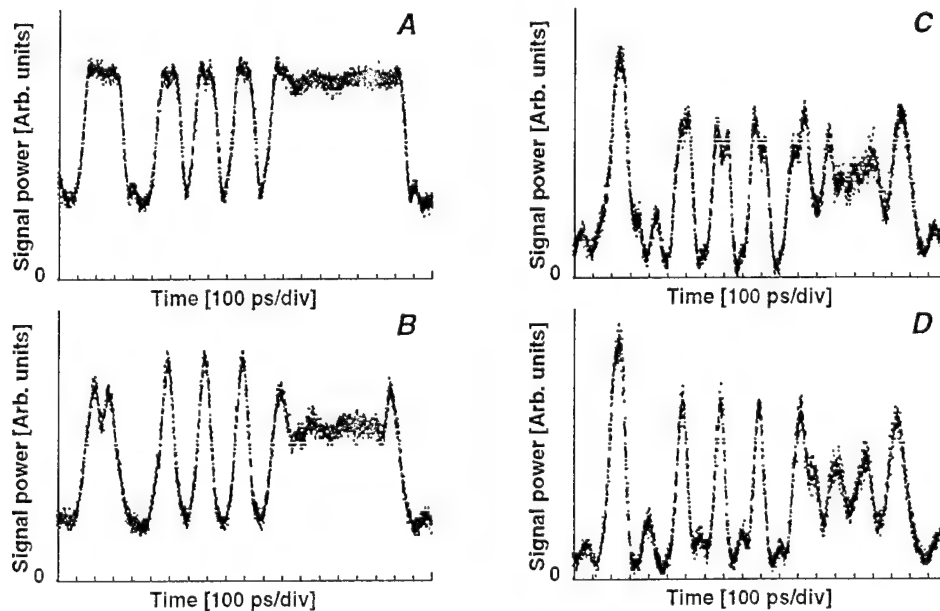 A
Signal power [Arb. units]
0
Time [100 ps/div]
B
Signal power [Arb. units]
0
Time [100 ps/div]
C
Signal power [Arb. units]
0
Time [100 ps/div]
D
Signal power [Arb. units]
0
Time [100 ps/div]